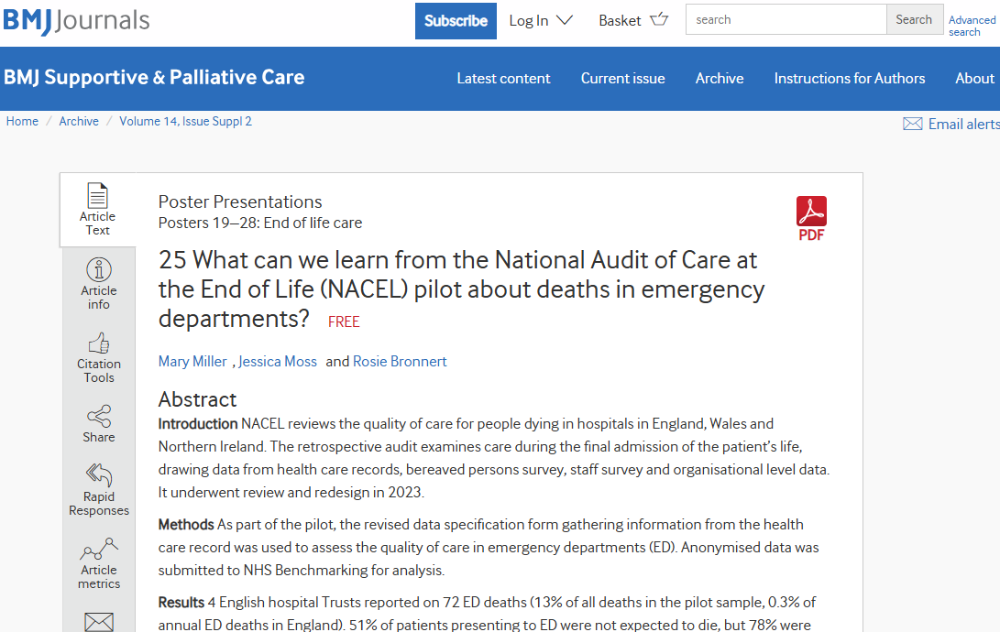 BMJ Journals
Subscribe
Log In
Basket
search
Search
Advanced
search
BMJ Supportive & Palliative Care
Latest content
Current issue
Archive
Instructions for Authors
About
Home / Archive / Volume 14, Issue Suppl 2
Email alerts
Article
Text
Article
info
Citation
Tools
Share
Rapid
Responses
Article
metrics
Poster Presentations
Posters 19–28: End of life care
PDF
25 What can we learn from the National Audit of Care at
the End of Life (NACEL) pilot about deaths in emergency
departments? FREE
Mary Miller , Jessica Moss and Rosie Bronnert
Abstract
Introduction NACEL reviews the quality of care for people dying in hospitals in England, Wales and
Northern Ireland. The retrospective audit examines care during the final admission of the patient’s life,
drawing data from health care records, bereaved persons survey, staff survey and organisational level data.
It underwent review and redesign in 2023.
Methods As part of the pilot, the revised data specification form gathering information from the health
care record was used to assess the quality of care in emergency departments (ED). Anonymised data was
submitted to NHS Benchmarking for analysis.
Results 4 English hospital Trusts reported on 72 ED deaths (13% of all deaths in the pilot sample, 0.3% of
annual ED deaths in England). 51% of patients presenting to ED were not expected to die, but 78% were